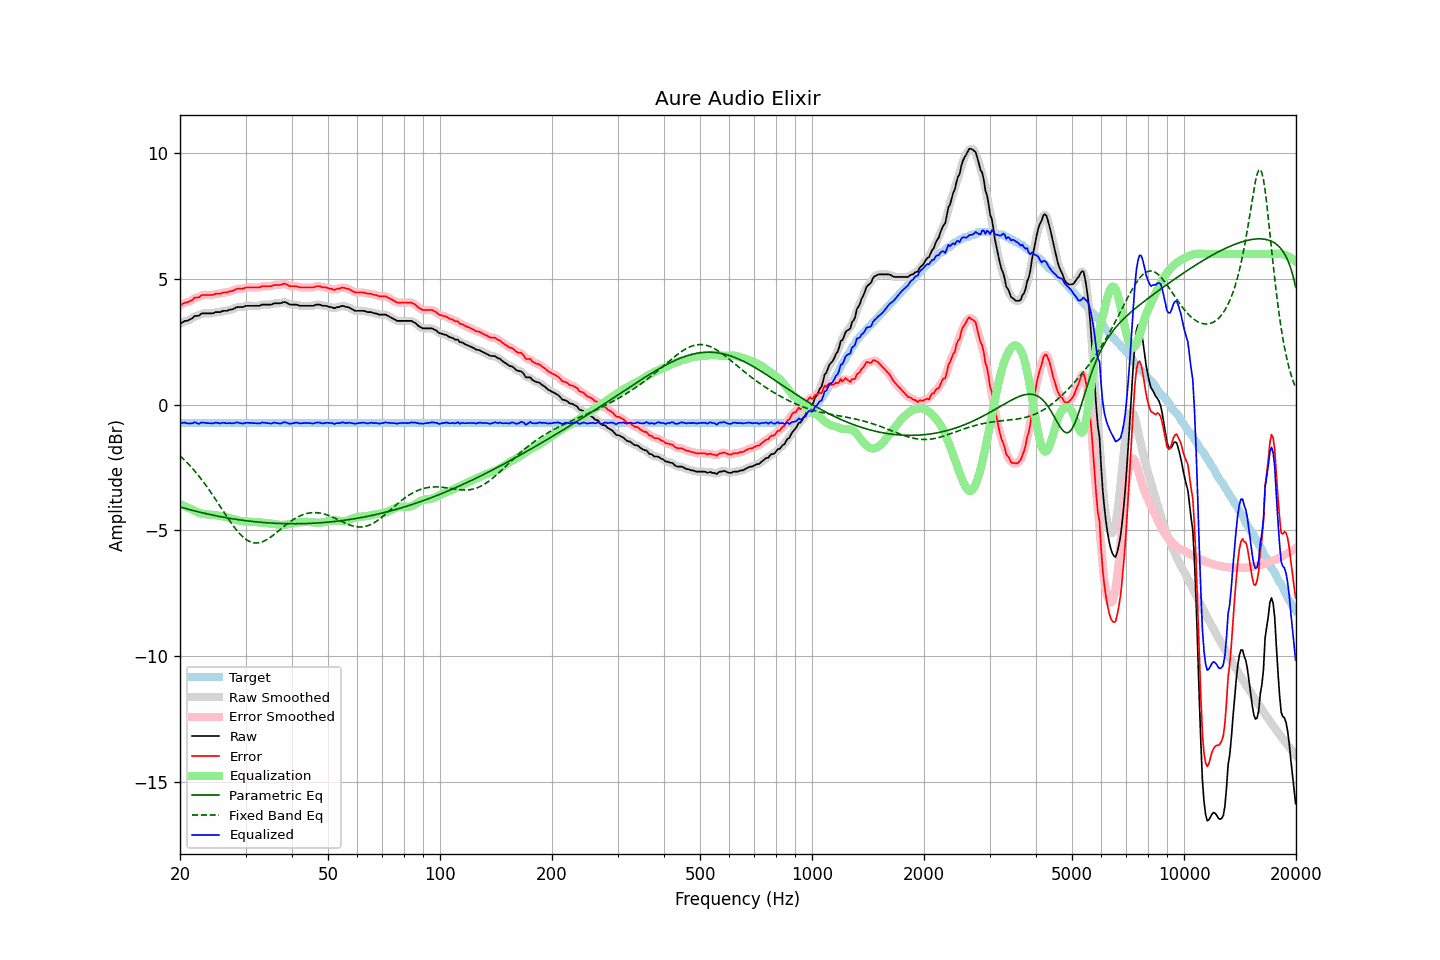 Aure Audio Elixir
Amplitude (dBr)
10
5
0
−5
−10
−15
Target
Raw Smoothed
Error Smoothed
Raw
Error
Equalization
Parametric Eq
Fixed Band Eq
Equalized
20 50 100 200 500 1000 2000 5000 10000 20000
Frequency (Hz)